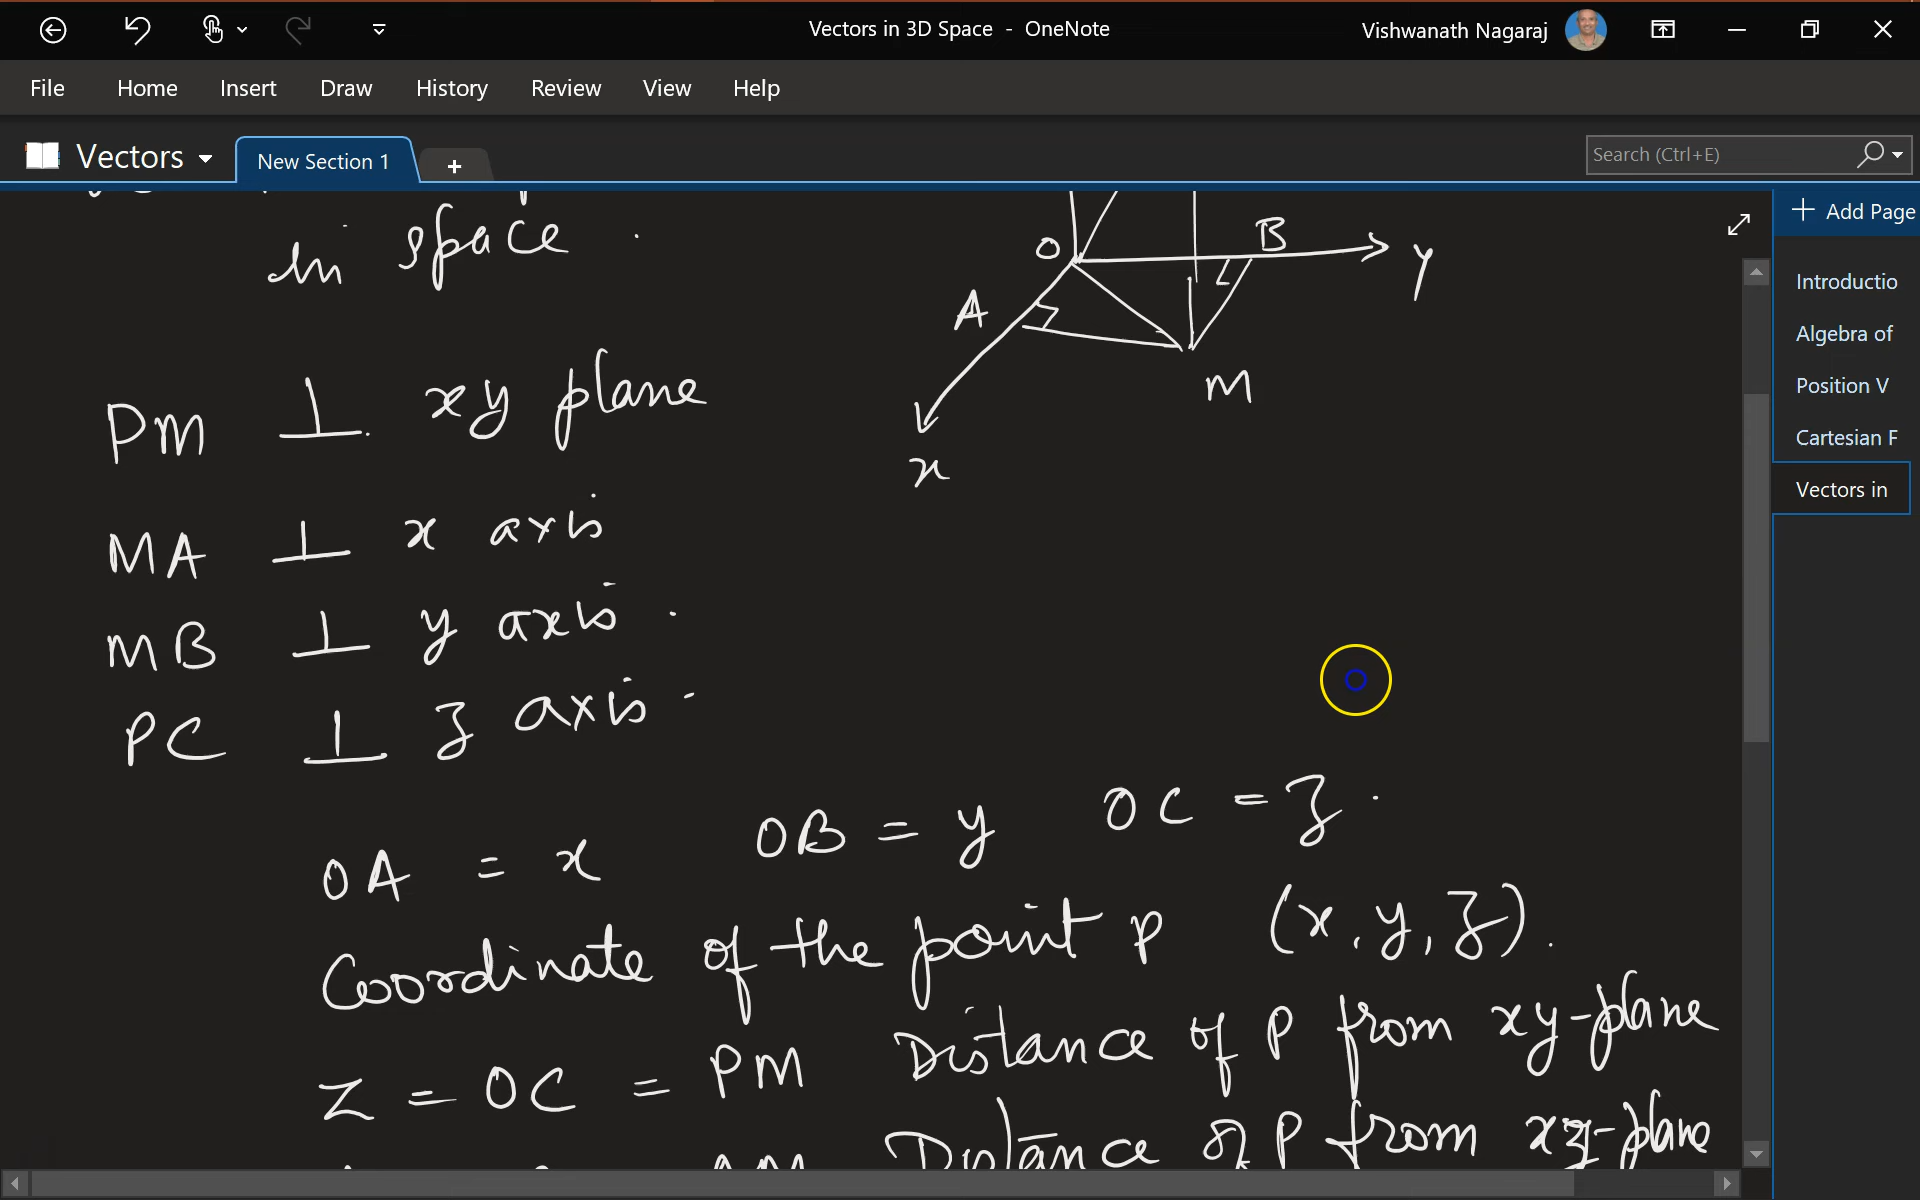 Vectors in 3D Space - OneNote
Vishwanath Nagaraj
File Home Insert Draw History Review View Help
Vectors
New Section 1
+
Search (Ctrl+E)
Add Page
Introductio
Algebra of
Position V
Cartesian F
Vectors in
in space .
O B y
A
M
x
PM ⊥ xy plane
MA ⊥ x axis
MB ⊥ y axis .
PC ⊥ z axis .
OA = x OB = y OC = z .
Coordinate of the point P (x, y, z) .
Z = OC = PM Distance of P from xy-plane
Distance of P from xz-plane